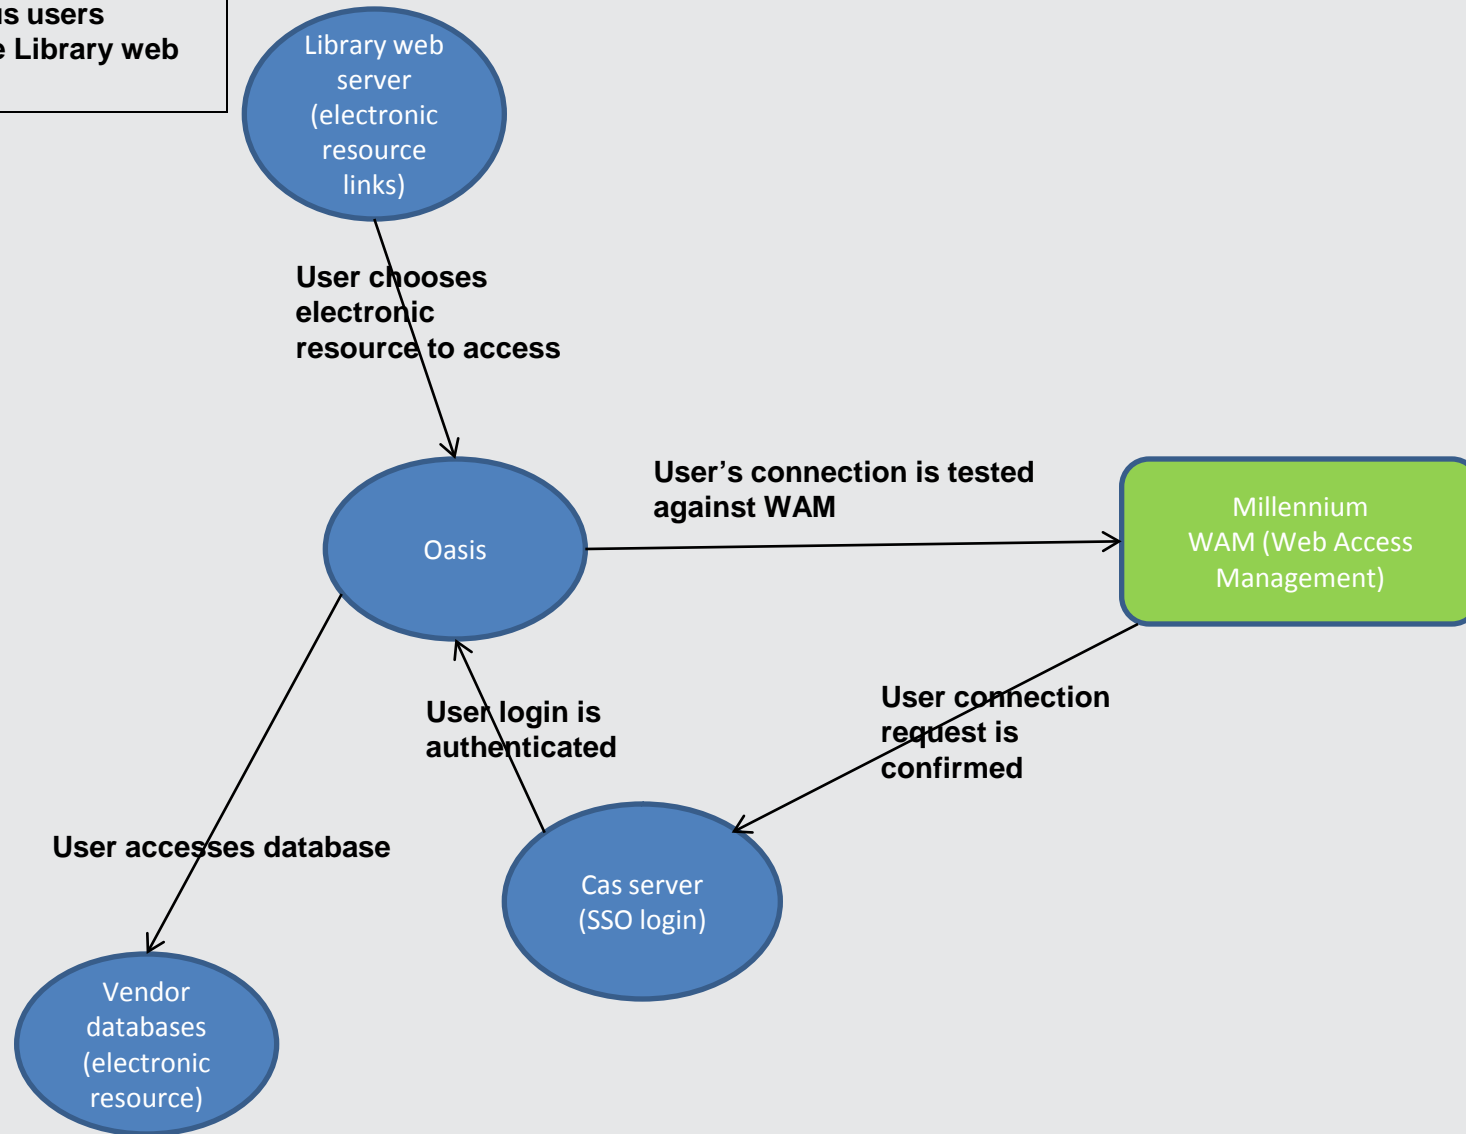 us users
Library web
Library web
server
(electronic
resource
links)
User chooses
electronic
resource to access
User’s connection is tested
against WAM
Millennium
WAM (Web Access
Management)
Oasis
User connection
request is
confirmed
User login is
authenticated
User accesses database
Cas server
(SSO login)
Vendor
databases
(electronic
resource)